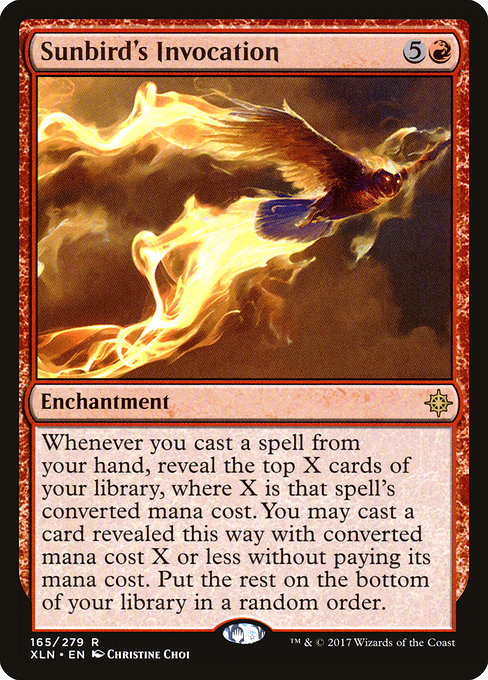 Sunbird's Invocation 5
Enchantment
Whenever you cast a spell from
your hand, reveal the top X cards of
your library, where X is that spell's
converted mana cost. You may cast a
card revealed this way with converted
mana cost X or less without paying its
mana cost. Put the rest on the bottom
of your library in a random order.
165/279 R
XLN • EN Christine Choi
™ & © 2017 Wizards of the Coast